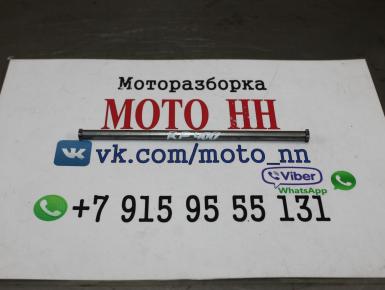 Моторазборка
МОТО НН
vk.com/moto_nn
Viber
WhatsApp
+7 915 95 55 131